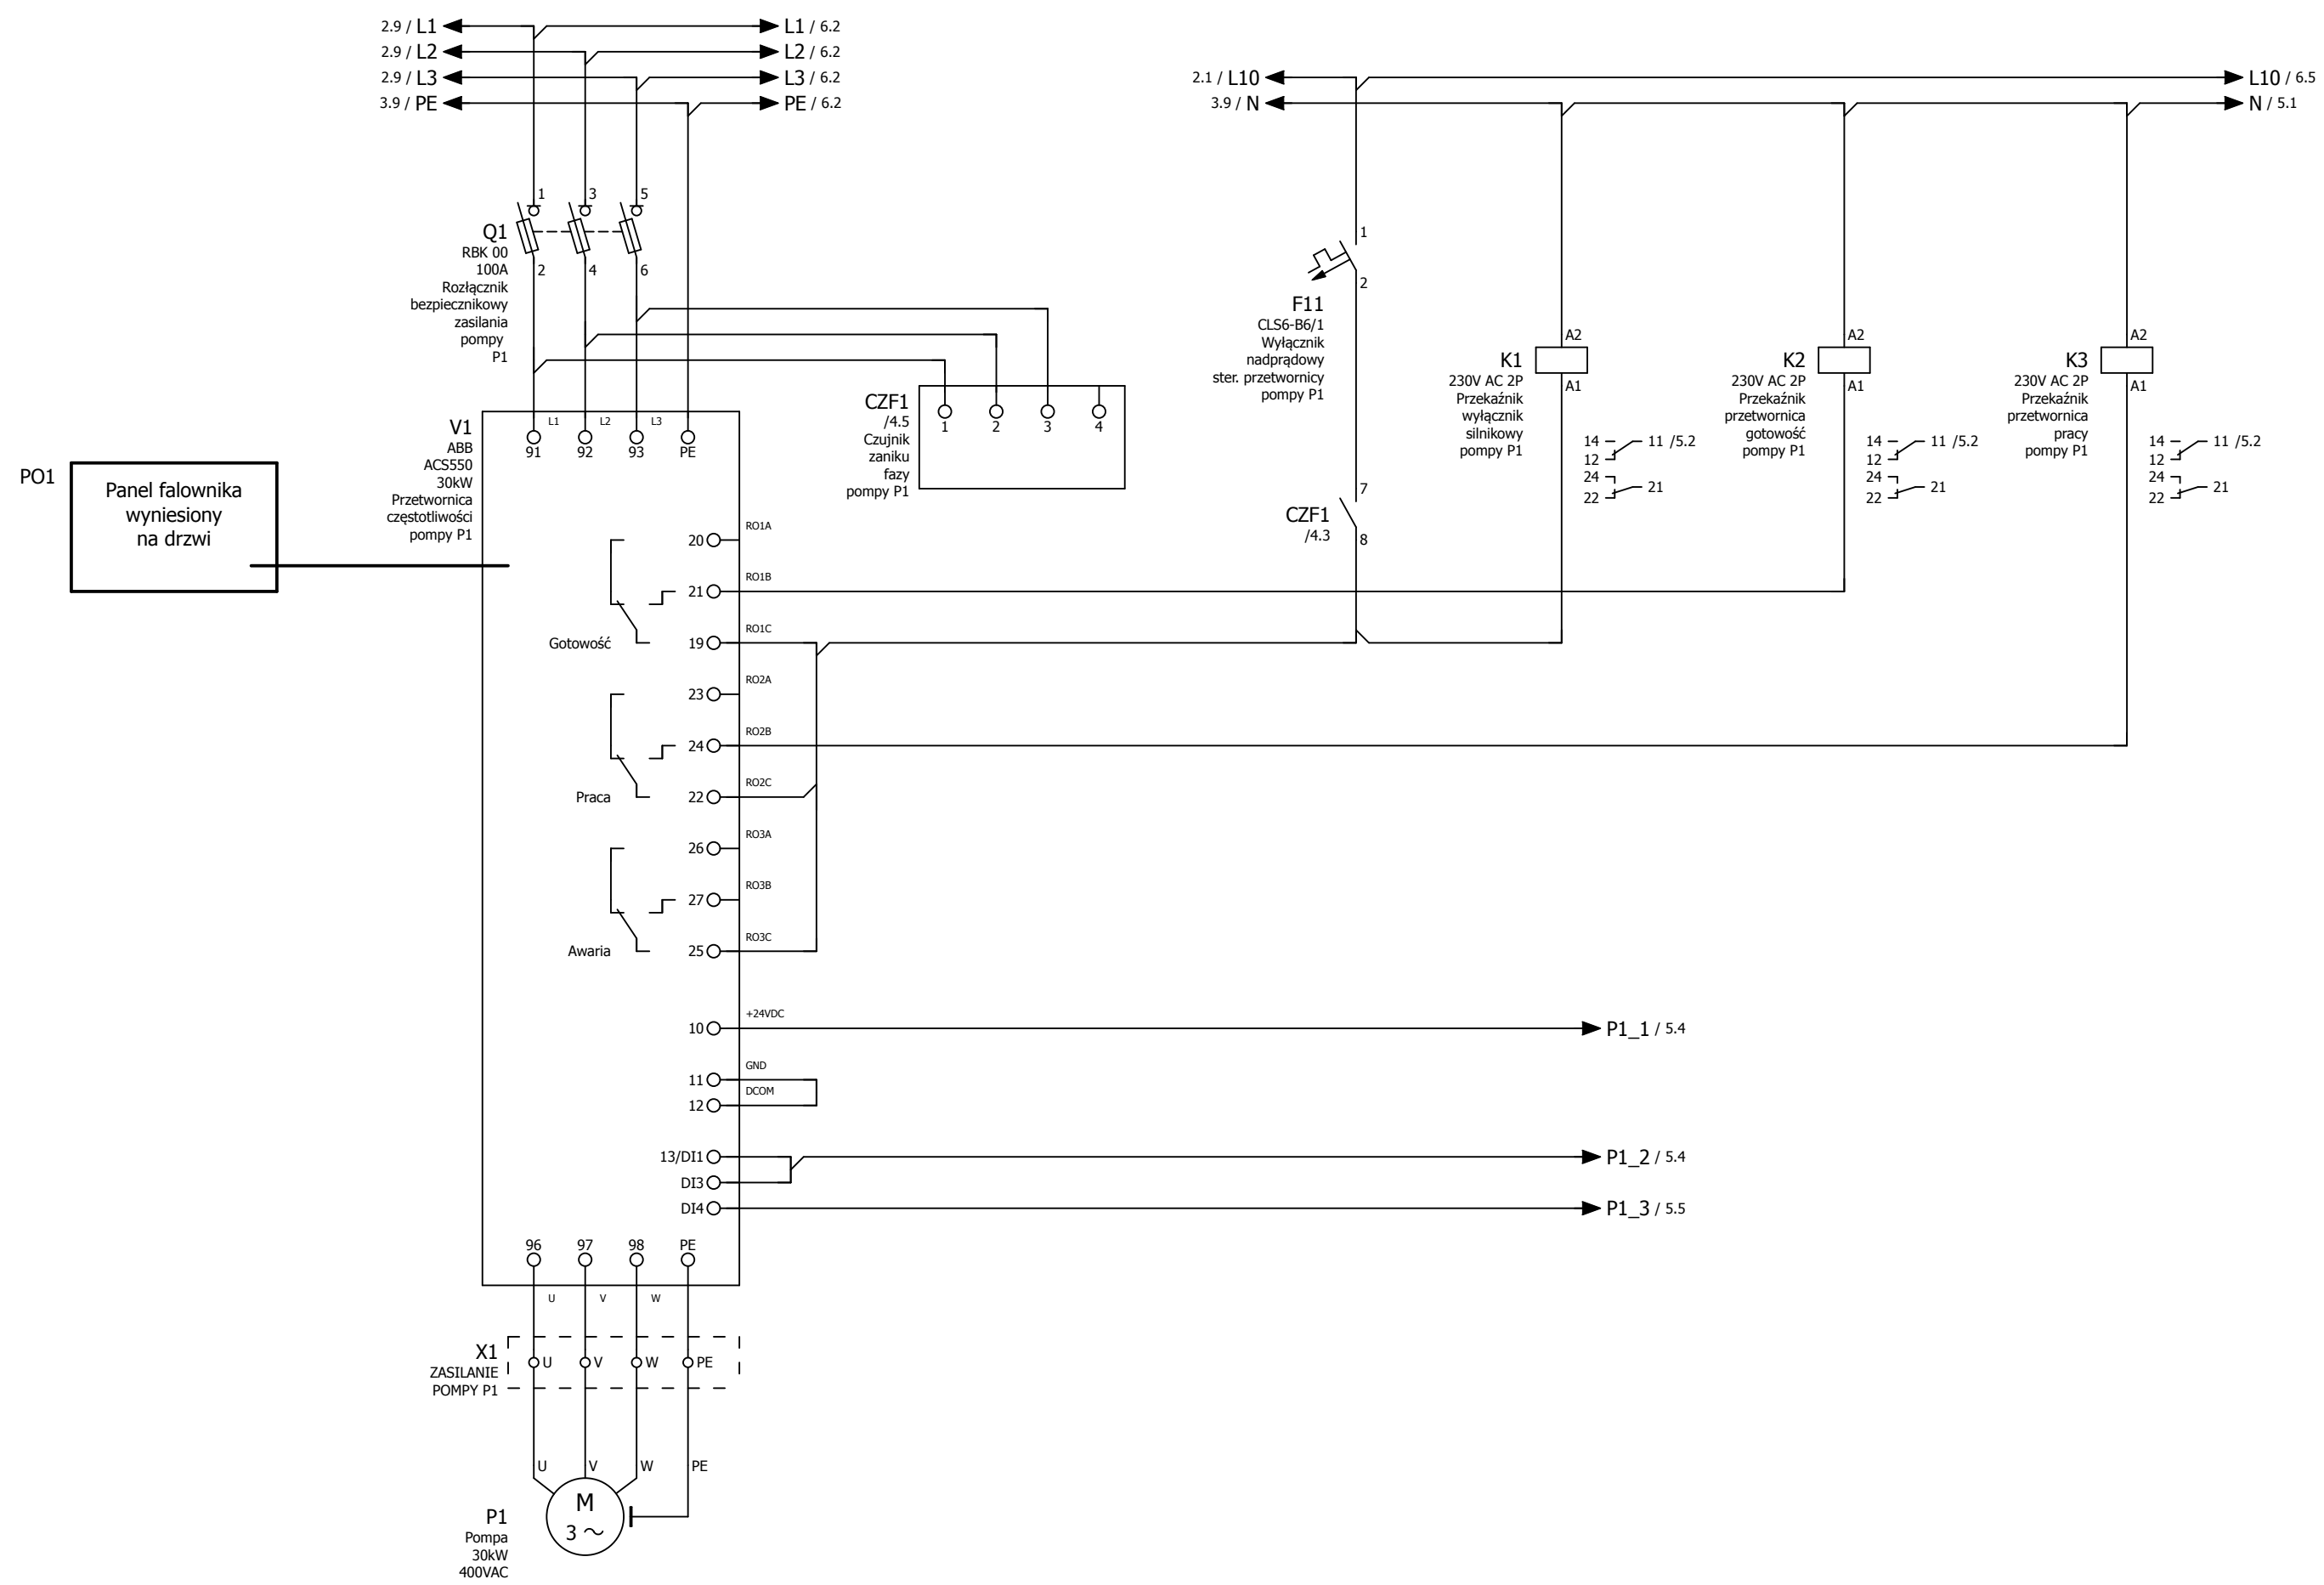 2.9 / L1
L1 / 6.2
2.9 / L2
L2 / 6.2
2.9 / L3
L3 / 6.2
3.9 / PE
PE / 6.2
2.1 / L10
L10 / 6.5
3.9 / N
N / 5.1
1
3
5
Q1
RBK 00
100A
Rozłącznik
bezpiecznikowy
zasilania
pompy
P1
2
4
6
1
2
F11
CLS6-B6/1
Wyłącznik
nadprądowy
ster. przetwornicy
pompy P1
A2
K1
230V AC 2P
Przekaźnik
wyłącznik
silnikowy
pompy P1
A1
14
11 /5.2
12
24
21
22
A2
K2
230V AC 2P
Przekaźnik
przetwornica
gotowość
pompy P1
A1
14
11 /5.2
12
24
21
22
A2
K3
230V AC 2P
Przekaźnik
przetwornica
pracy
pompy P1
A1
14
11 /5.2
12
24
21
22
CZF1
/4.5
Czujnik
zaniku
fazy
pompy P1
1
2
3
4
V1
ABB
ACS550
30kW
Przetwornica
częstotliwości
pompy P1
L1
L2
L3
91
92
93
PE
PO1
Panel falownika
wyniesiony
na drzwi
7
CZF1
/4.3
8
20
RO1A
21
RO1B
Gotowość
19
RO1C
23
RO2A
24
RO2B
Praca
22
RO2C
26
RO3A
27
RO3B
Awaria
25
RO3C
10
+24VDC
P1_1 / 5.4
11
GND
12
DCOM
13/DI1
P1_2 / 5.4
DI3
DI4
P1_3 / 5.5
96
97
98
PE
U
V
W
X1
ZASILANIE
POMPY P1
U
V
W
PE
U
V
W
PE
M
3
P1
Pompa
30kW
400VAC